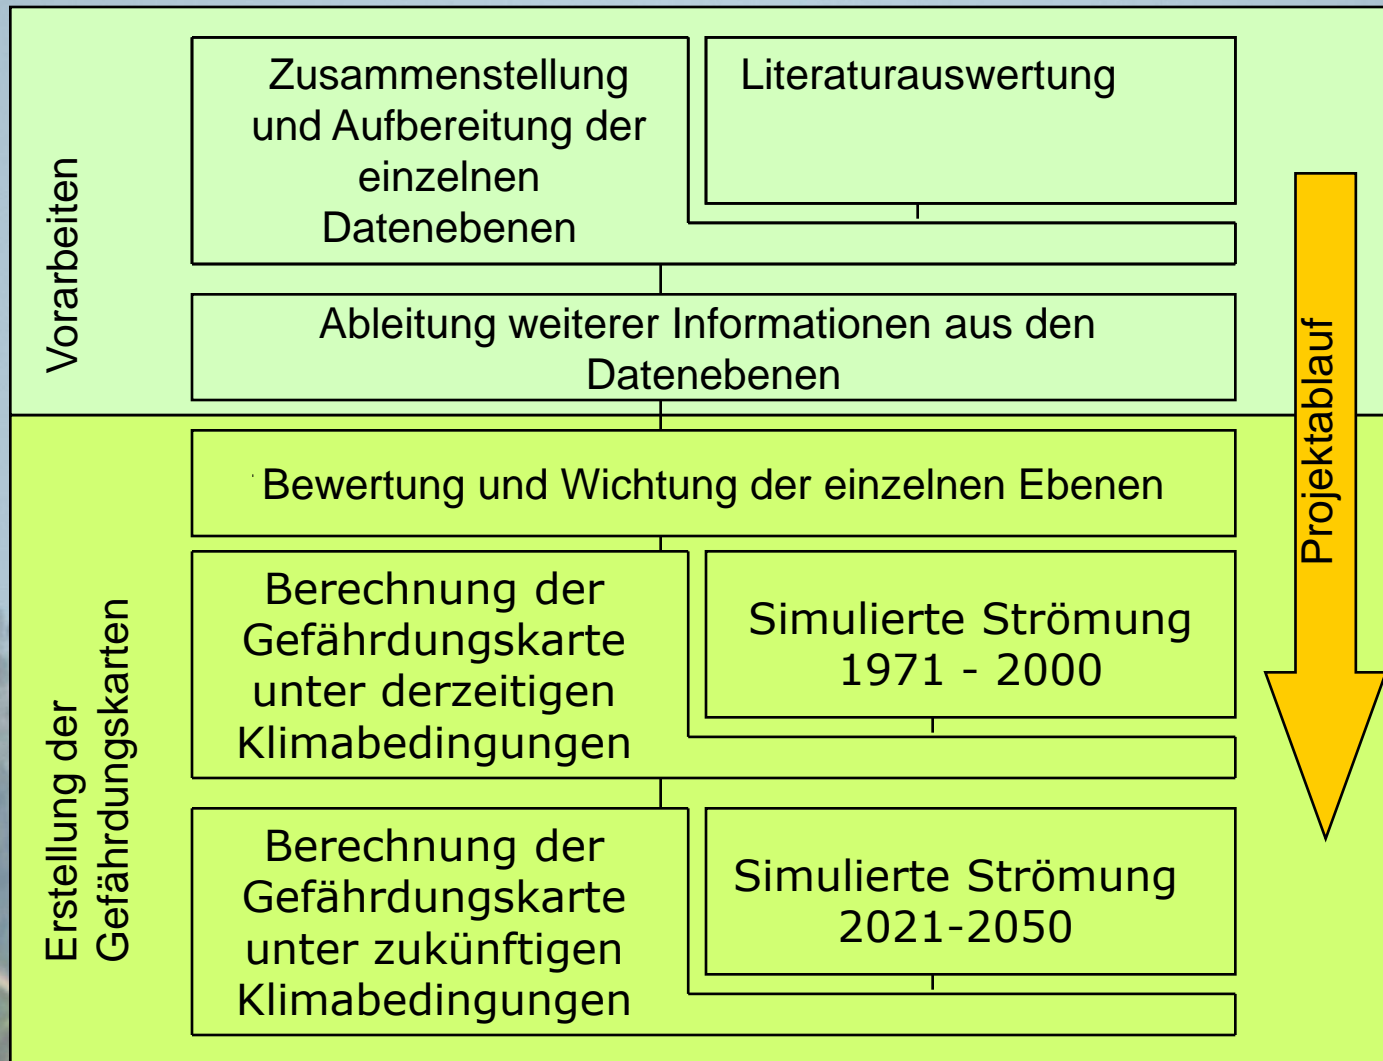 Vorarbeiten
Zusammenstellung
und Aufbereitung der
einzelnen
Datenebenen
Literaturauswertung
Ableitung weiterer Informationen aus den
Datenebenen
Projektablauf
Erstellung der
Gefährdungskarten
Bewertung und Wichtung der einzelnen Ebenen
Berechnung der
Gefährdungskarte
unter derzeitigen
Klimabedingungen
Simulierte Strömung
1971 - 2000
Berechnung der
Gefährdungskarte
unter zukünftigen
Klimabedingungen
Simulierte Strömung
2021-2050